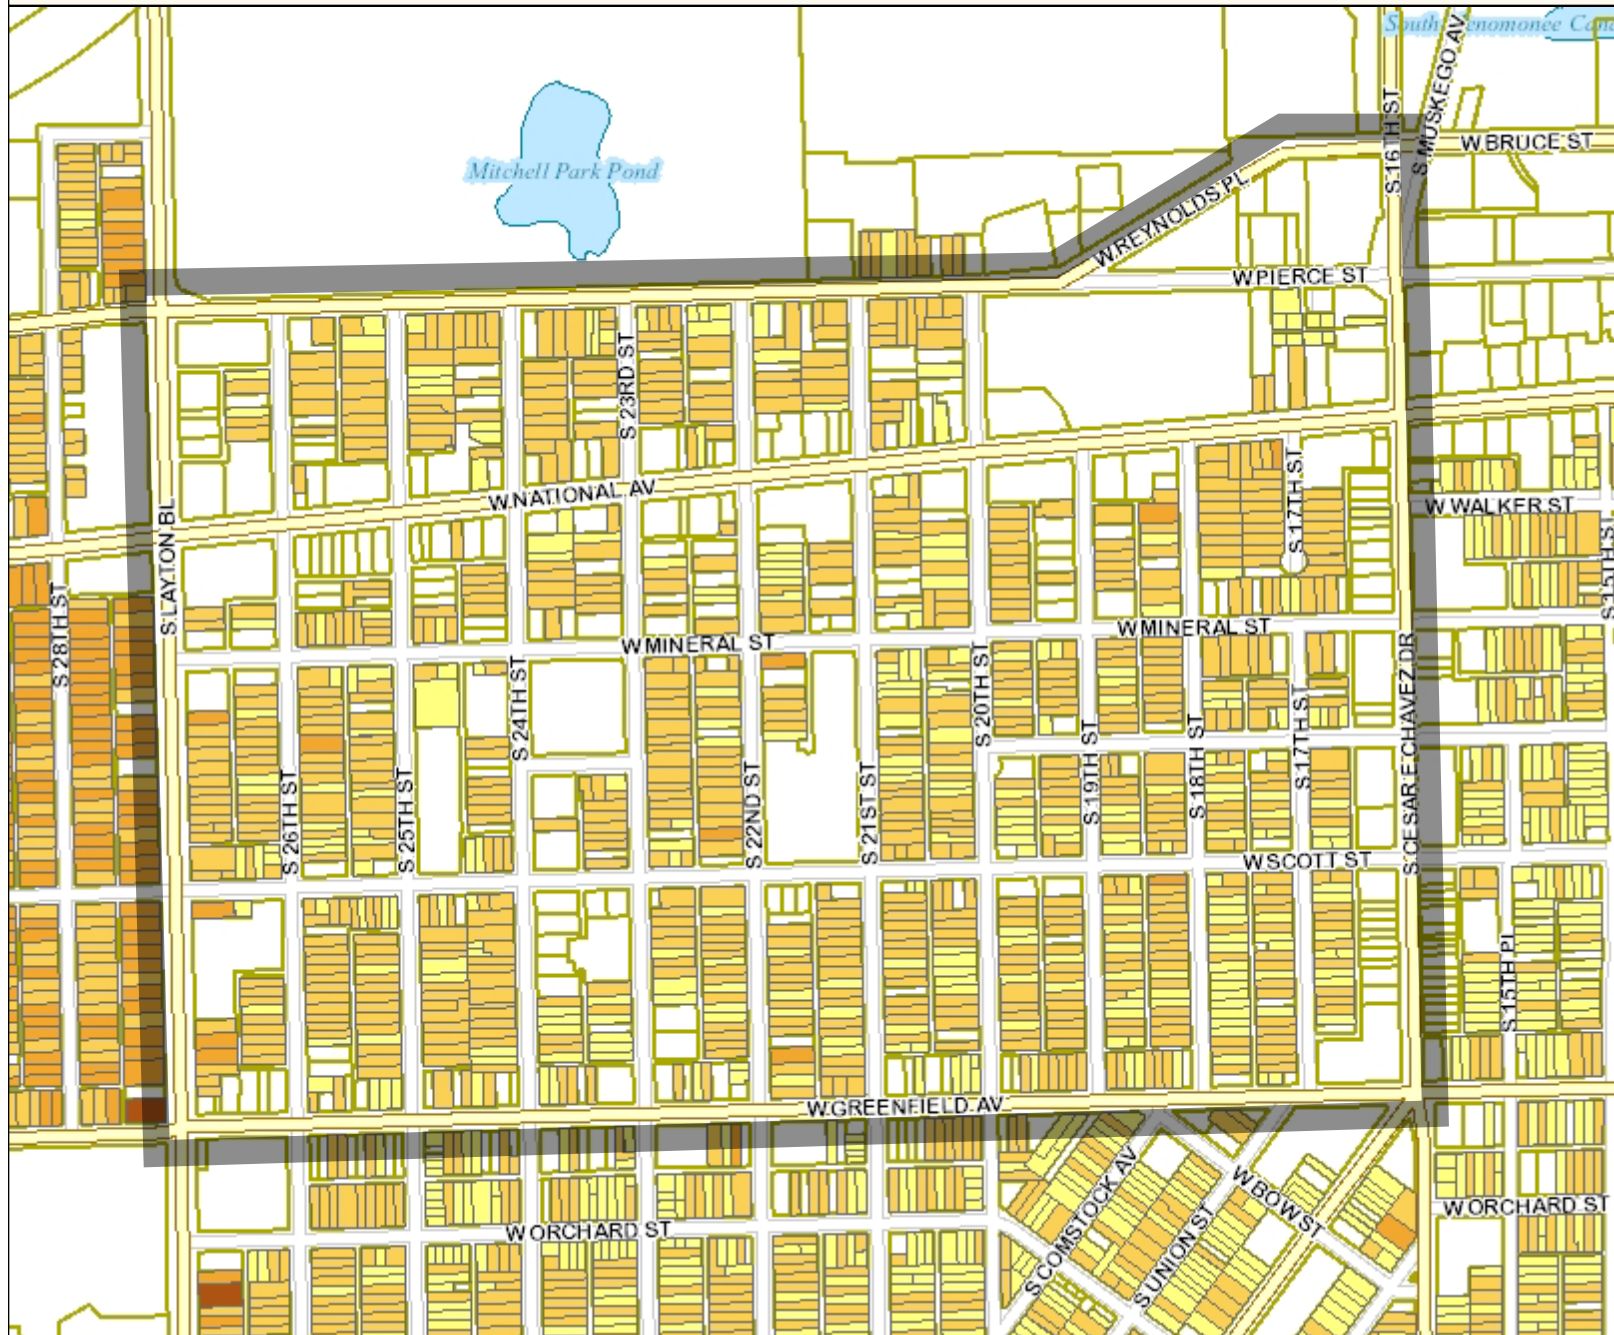 South Menomonee Cana
S MUSKEGO AV
S 16TH ST
W BRUCE ST
Mitchell Park Pond
W REYNOLDS PL
W PIERCE ST
S 23RD ST
W NATIONAL AV
S 17TH ST
W WALKER ST
S LAYTON BL
S 15TH ST
S 28TH ST
W MINERAL ST
W MINERAL ST
S 24TH ST
S 20TH ST
S CESAR E CHAVEZ DR
S 17TH ST
S 19TH ST
S 18TH ST
S 26TH ST
S 25TH ST
S 22ND ST
S 21ST ST
W SCOTT ST
S 15TH PL
W GREENFIELD AV
S COMSTOCK AV
W BOW ST
S UNION ST
W ORCHARD ST
W ORCHARD ST